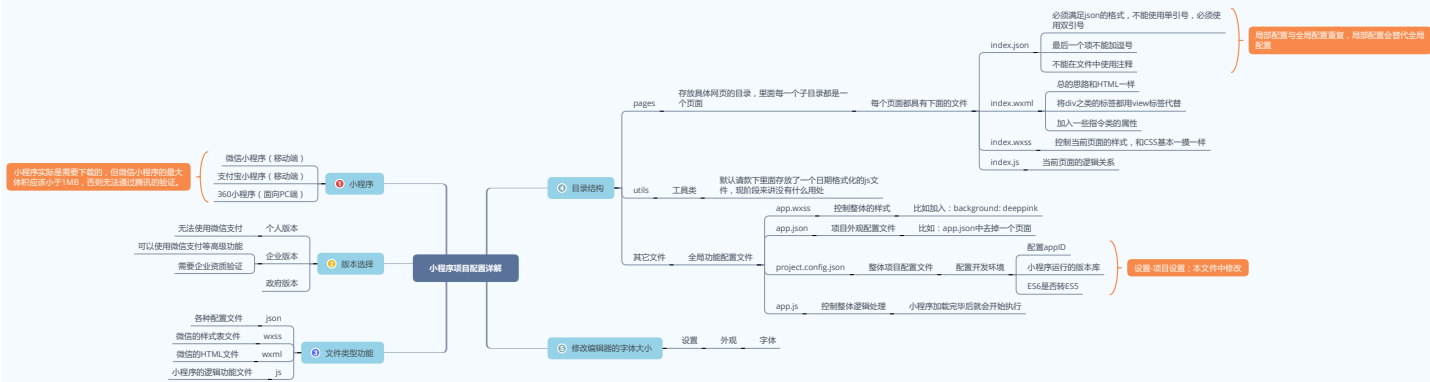 小程序项目配置详解
1 小程序
微信小程序（移动端）
支付宝小程序（移动端）
360小程序（面向PC端）
小程序实际是需要下载的，但微信小程序的最大
体积应该小于1MB，否则无法通过腾讯的验证。
2 版本选择
个人版本
无法使用微信支付
企业版本
可以使用微信支付等高级功能
需要企业资质验证
政府版本
3 文件类型功能
json
各种配置文件
wxss
微信的样式表文件
wxml
微信的HTML文件
js
小程序的逻辑功能文件
4 目录结构
pages
存放具体网页的目录，里面每一个子目录都是一
个页面
每个页面都具有下面的文件
index.json
必须满足json的格式，不能使用单引号，必须使
用双引号
最后一个项不能加逗号
不能在文件中使用注释
局部配置与全局配置重复，局部配置会替代全局
配置
index.wxml
总的思路和HTML一样
将div之类的标签都用view标签代替
加入一些指令类的属性
index.wxss
控制当前页面的样式，和CSS基本一摸一样
index.js
当前页面的逻辑关系
utils
工具类
默认请款下里面存放了一个日期格式化的js文
件，现阶段来讲没有什么用处
其它文件
全局功能配置文件
app.wxss
控制整体的样式
比如加入：background: deeppink
app.json
项目外观配置文件
比如：app.json中去掉一个页面
project.config.json
整体项目配置文件
配置开发环境
配置appID
小程序运行的版本库
ES6是否转ES5
设置-项目设置；本文件中修改
app.js
控制整体逻辑处理
小程序加载完毕后就会开始执行
5 修改编辑器的字体大小
设置
外观
字体